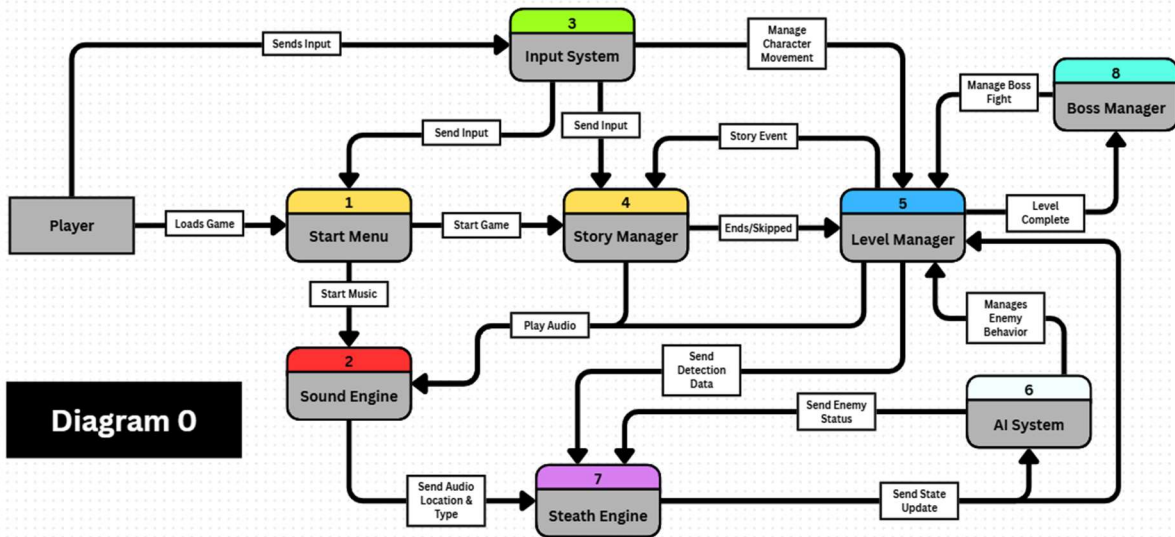 3
Input System
Sends Input
Manage
Character
Movement
8
Boss Manager
Manage Boss
Fight
Send Input
Send Input
Story Event
Player
Loads Game
1
Start Menu
Start Game
4
Story Manager
Ends/Skipped
5
Level Manager
Level
Complete
Start Music
Play Audio
Manages
Enemy
Behavior
2
Sound Engine
Send
Detection
Data
6
AI System
Send Enemy
Status
Diagram 0
7
Steath Engine
Send Audio
Location &
Type
Send State
Update